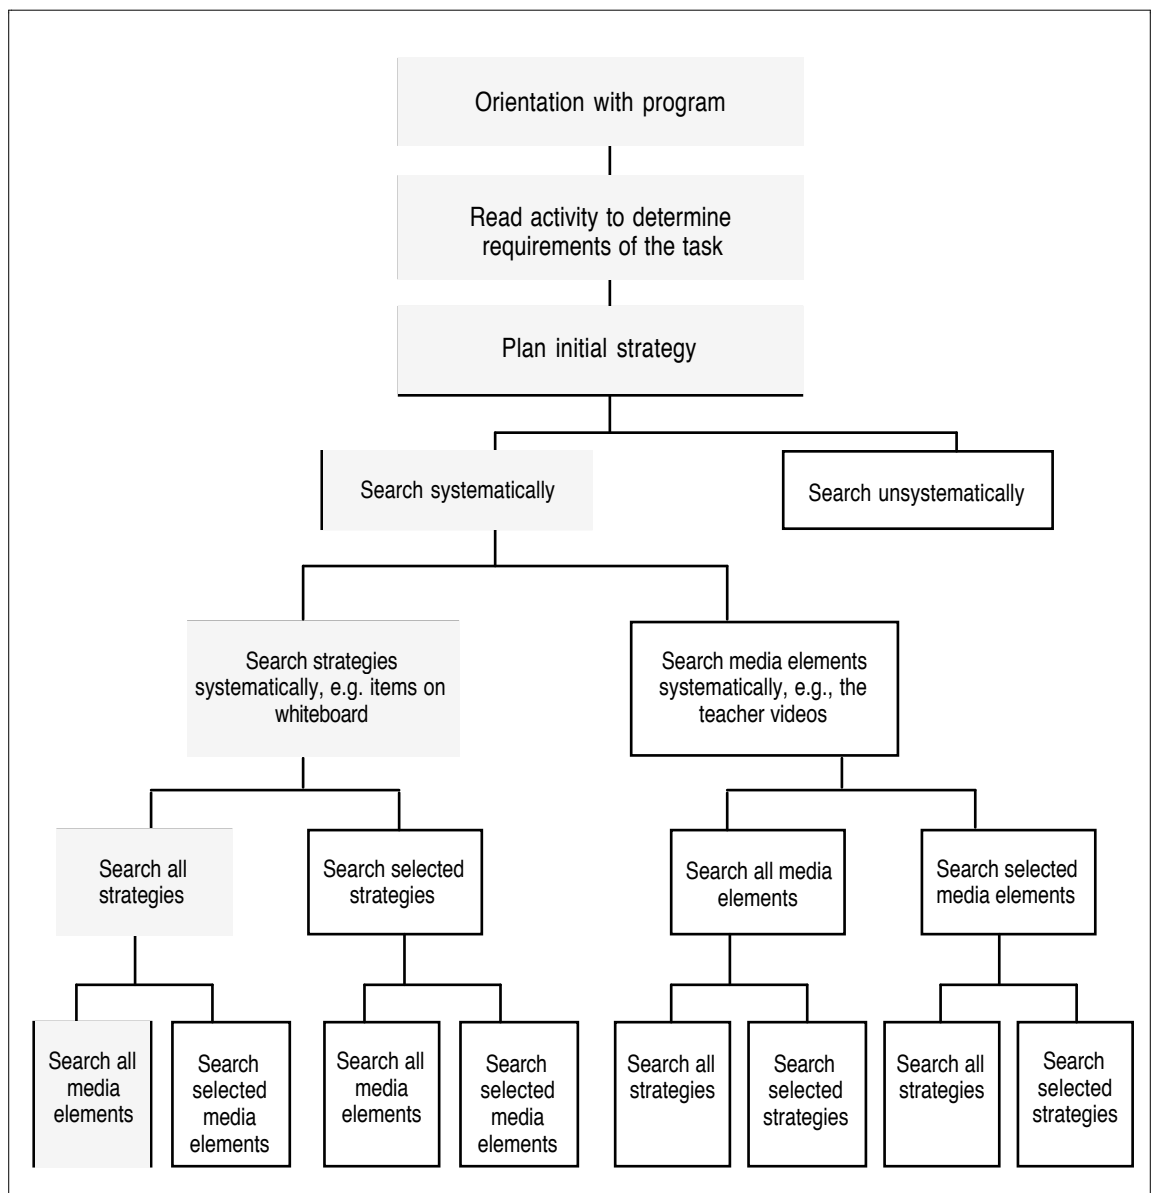 Orientation with program
Read activity to determine
requirements of the task
Plan initial strategy
Search systematically
Search unsystematically
Search strategies
systematically, e.g. items on
whiteboard
Search media elements
systematically, e.g., the
teacher videos
Search all
strategies
Search selected
strategies
Search all media
elements
Search selected
media elements
Search all
media
elements
Search
selected
media
elements
Search all
media
elements
Search
selected
media
elements
Search all
strategies
Search
selected
strategies
Search all
strategies
Search
selected
strategies